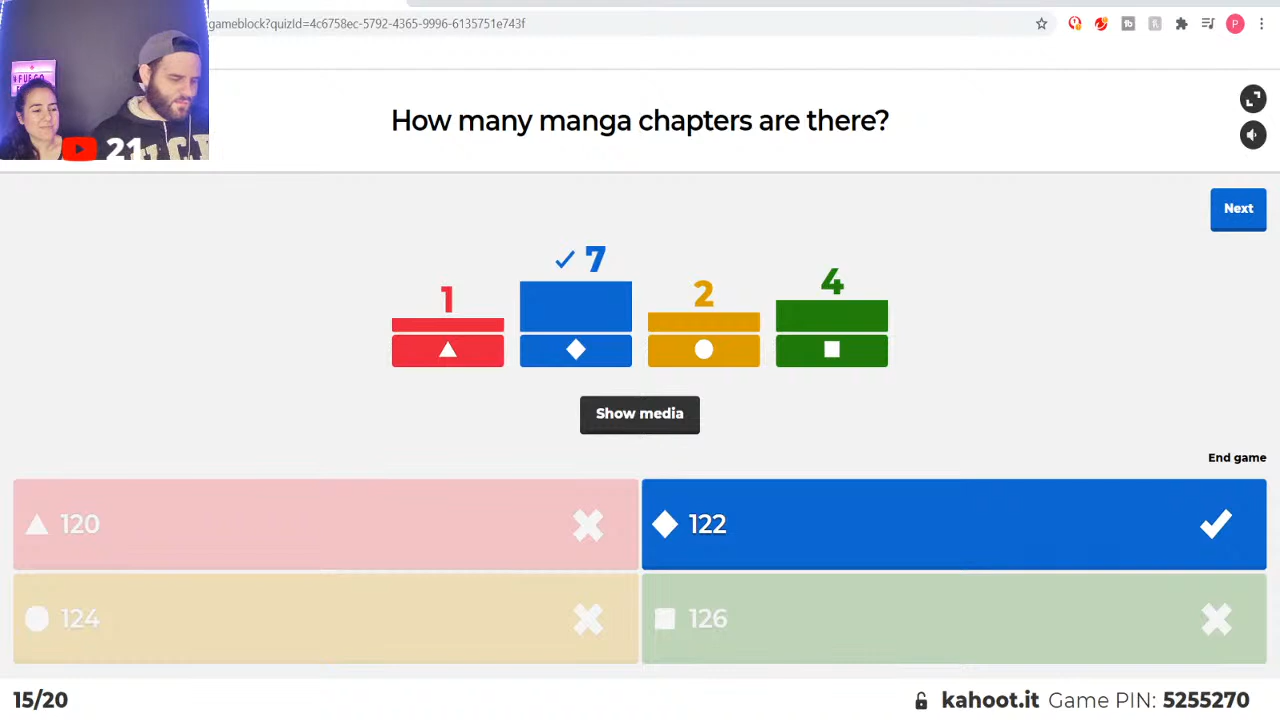 gameblock?quizId=4c6758ec-5792-4365-9996-6135751e743f
P
How many manga chapters are there?
21
Next
1
7
2
4
Show media
End game
120
122
124
126
15/20
kahoot.it Game PIN: 5255270